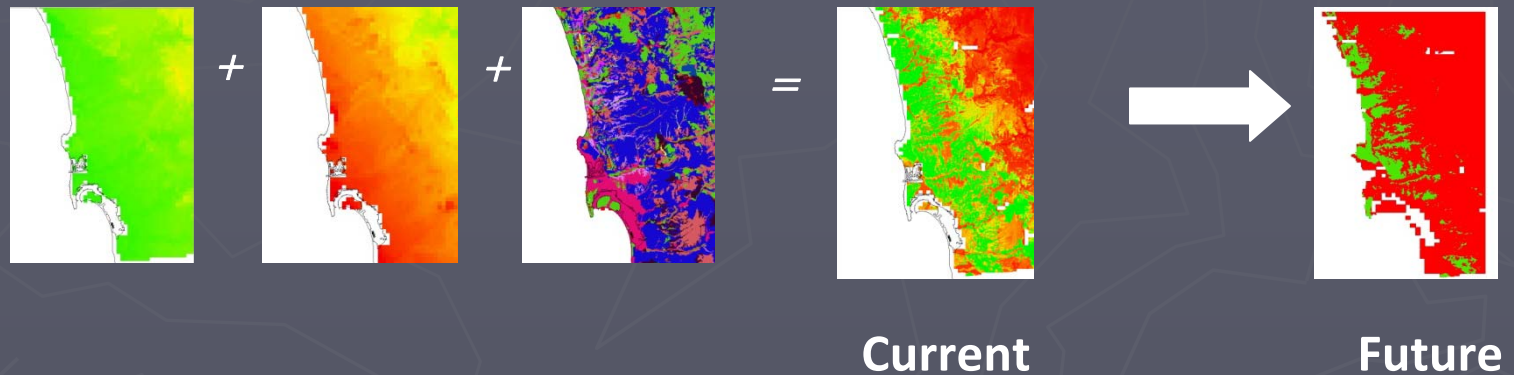 + + =
Current Future